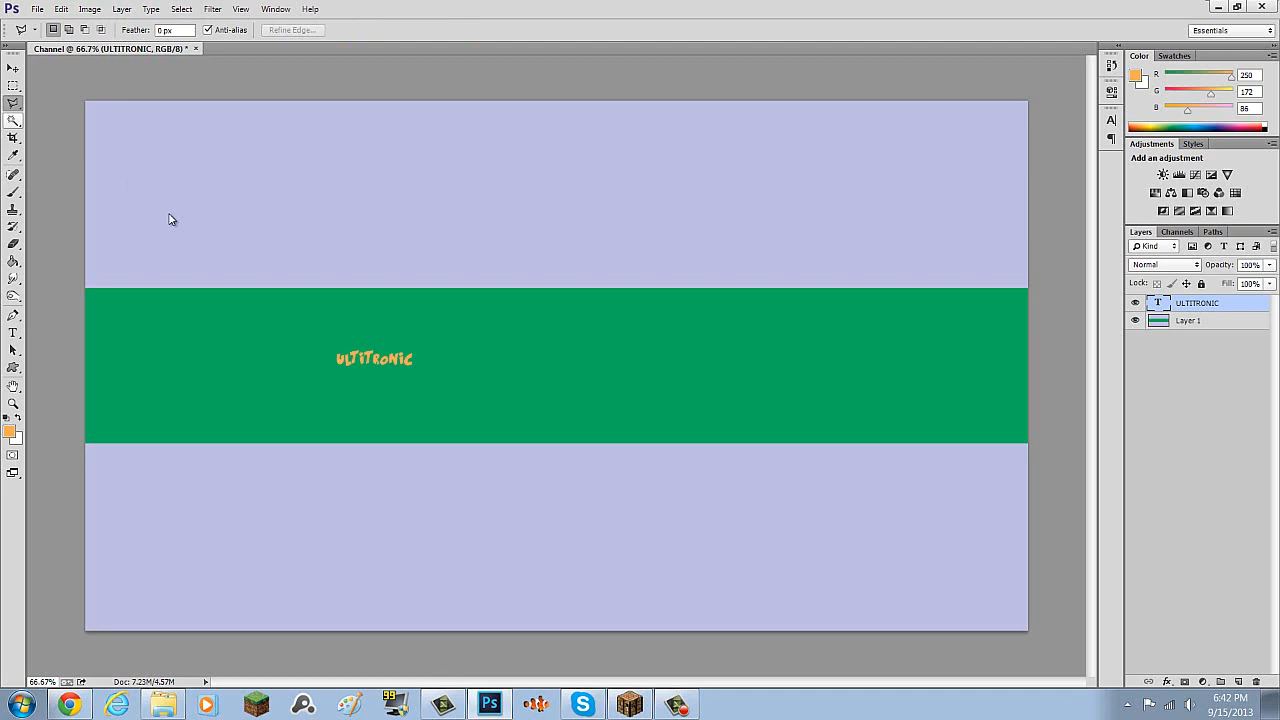 Ps File Edit Image Layer Type Select Filter View Window Help
Feather: 0 px Anti-alias Refine Edge... Essentials
Channel @ 66.7% (ULTITRONIC, RGB/8) * ×
Color Swatches
R 250
G 172
B 86
Adjustments Styles
Add an adjustment
Layers Channels Paths
Kind
Normal Opacity: 100%
Lock: Fill: 100%
T ULTITRONIC
Layer 1
ULTiTRONiC
66.67% Doc: 7.23M/4.57M
99
Ps
6:42 PM
9/15/2013